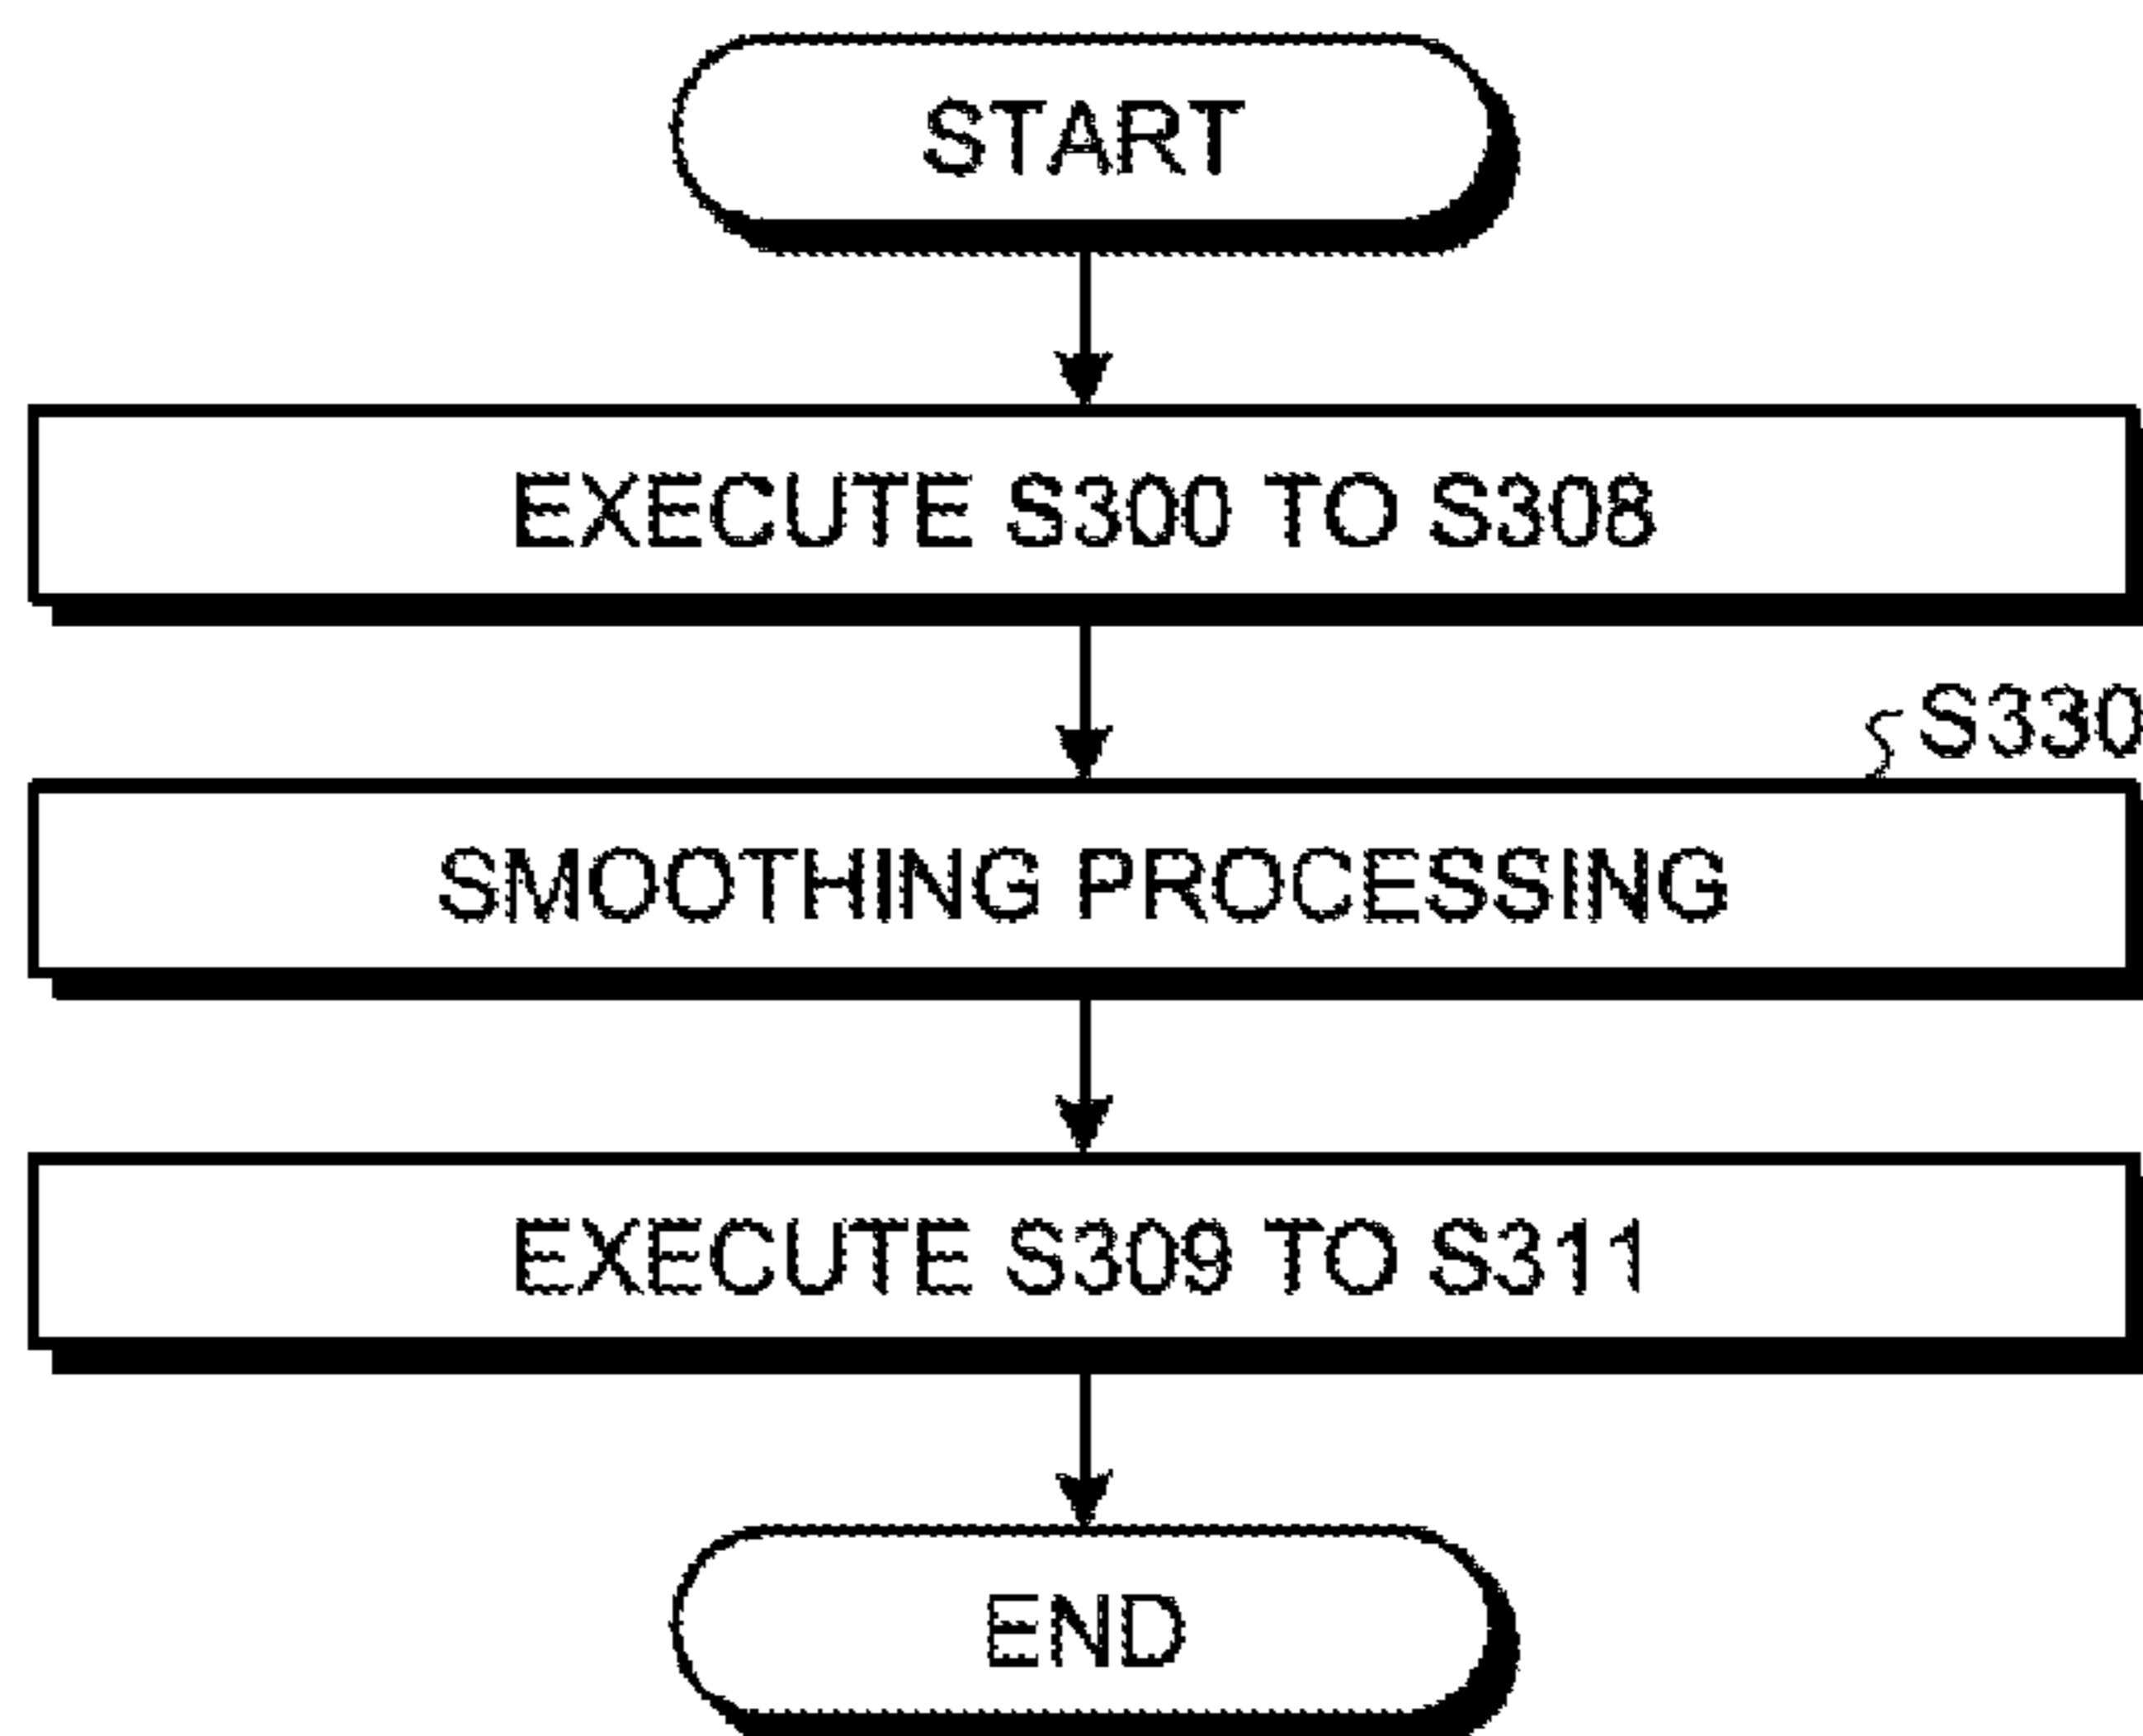 START
EXECUTE S300 TO S308
S330
SMOOTHING PROCESSING
EXECUTE S309 TO S311
END